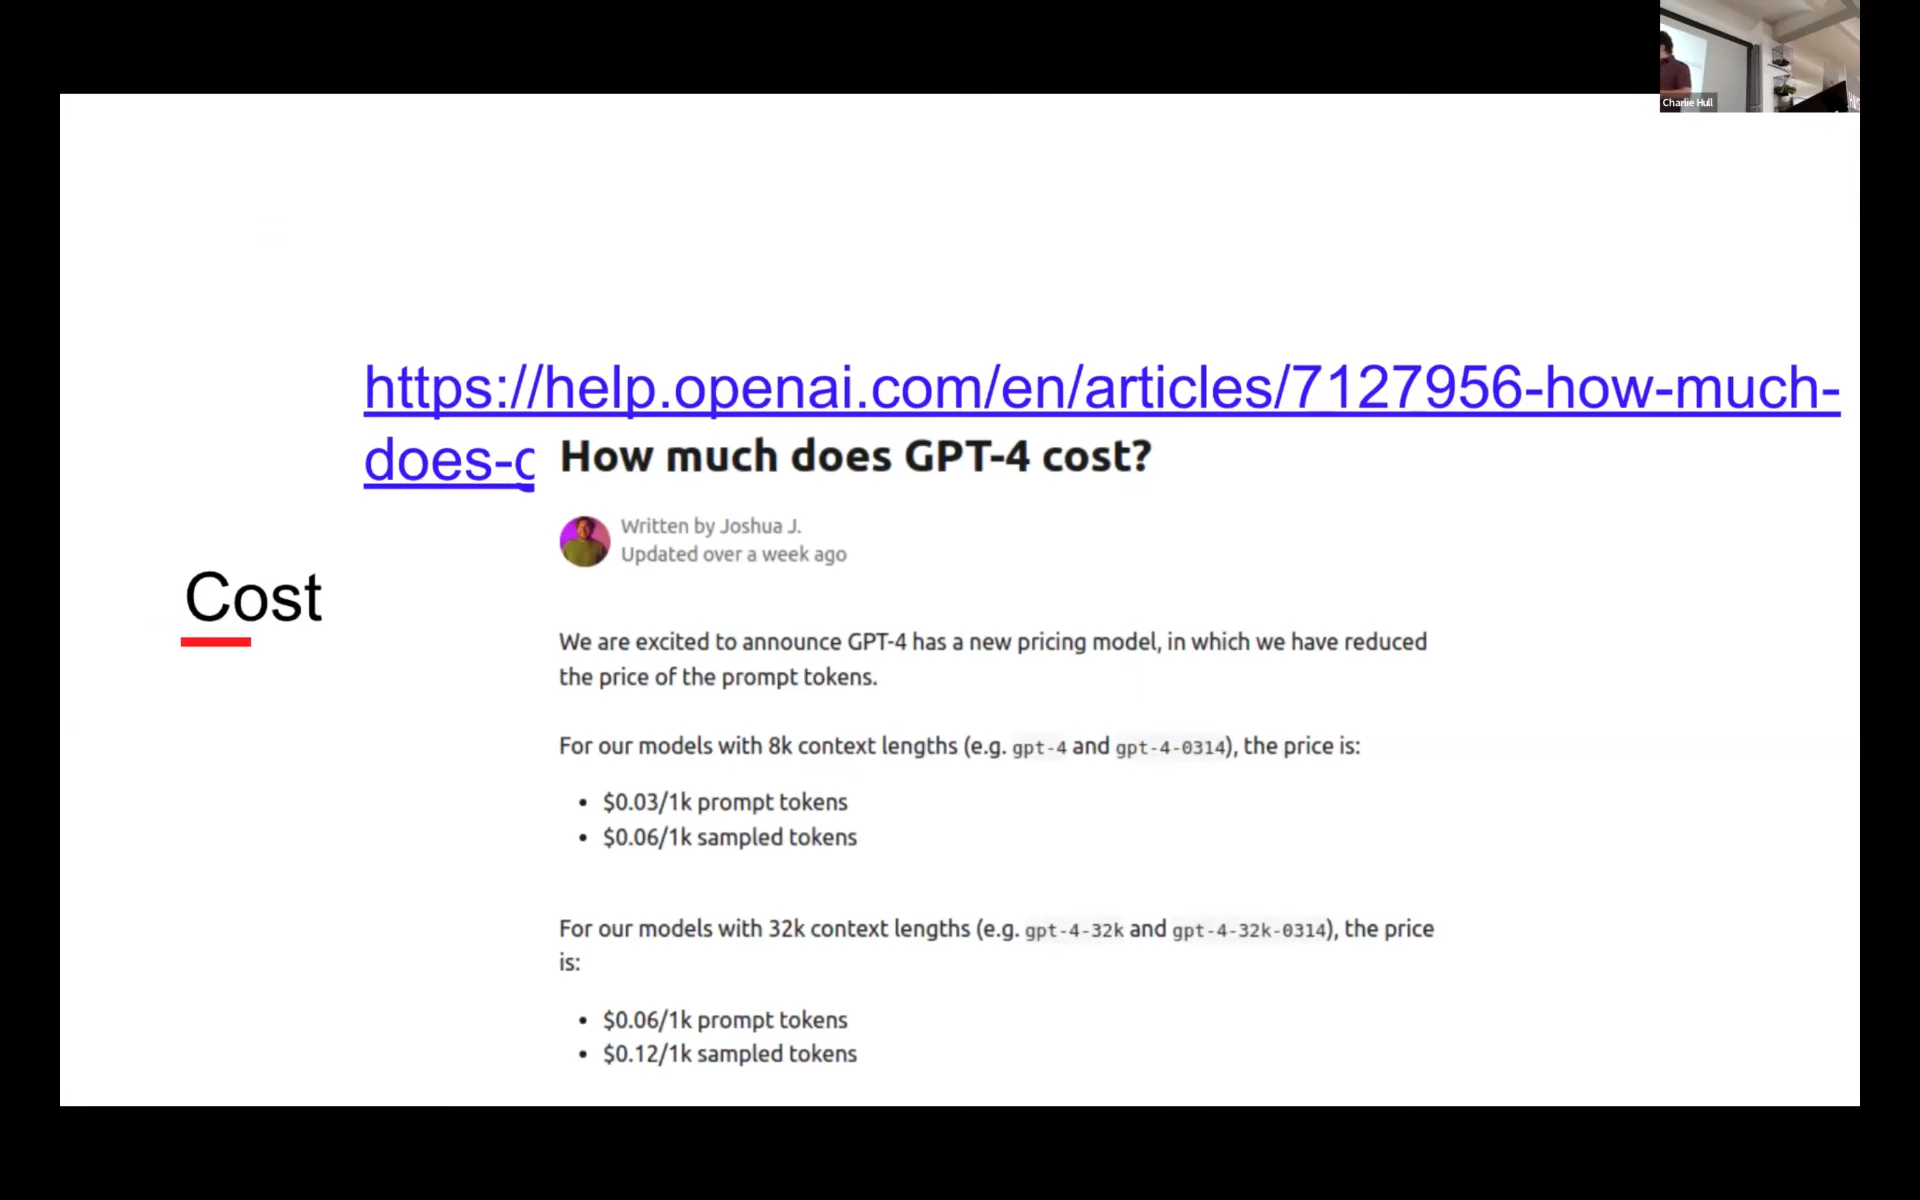 Charlie Hull
https://help.openai.com/en/articles/7127956-how-much-
does-g
How much does GPT-4 cost?
Written by Joshua J.
Updated over a week ago
Cost
We are excited to announce GPT-4 has a new pricing model, in which we have reduced
the price of the prompt tokens.
For our models with 8k context lengths (e.g. gpt-4 and gpt-4-0314), the price is:
• $0.03/1k prompt tokens
• $0.06/1k sampled tokens
For our models with 32k context lengths (e.g. gpt-4-32k and gpt-4-32k-0314), the price
is:
• $0.06/1k prompt tokens
• $0.12/1k sampled tokens